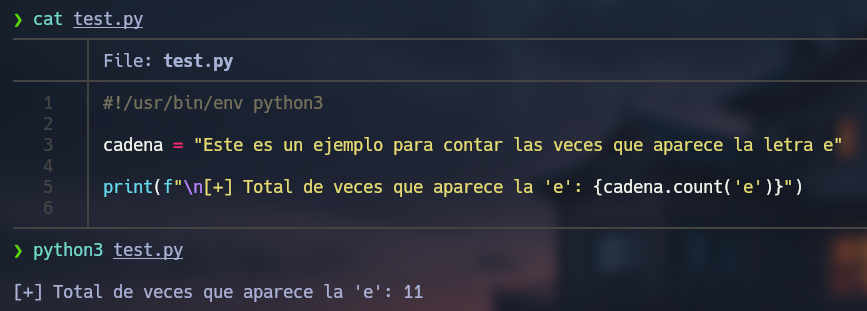 ❯ cat test.py
File: test.py
1 #!/usr/bin/env python3
2
3 cadena = "Este es un ejemplo para contar las veces que aparece la letra e"
4
5 print(f"\n[+] Total de veces que aparece la 'e': {cadena.count('e')}")
6
❯ python3 test.py
[+] Total de veces que aparece la 'e': 11